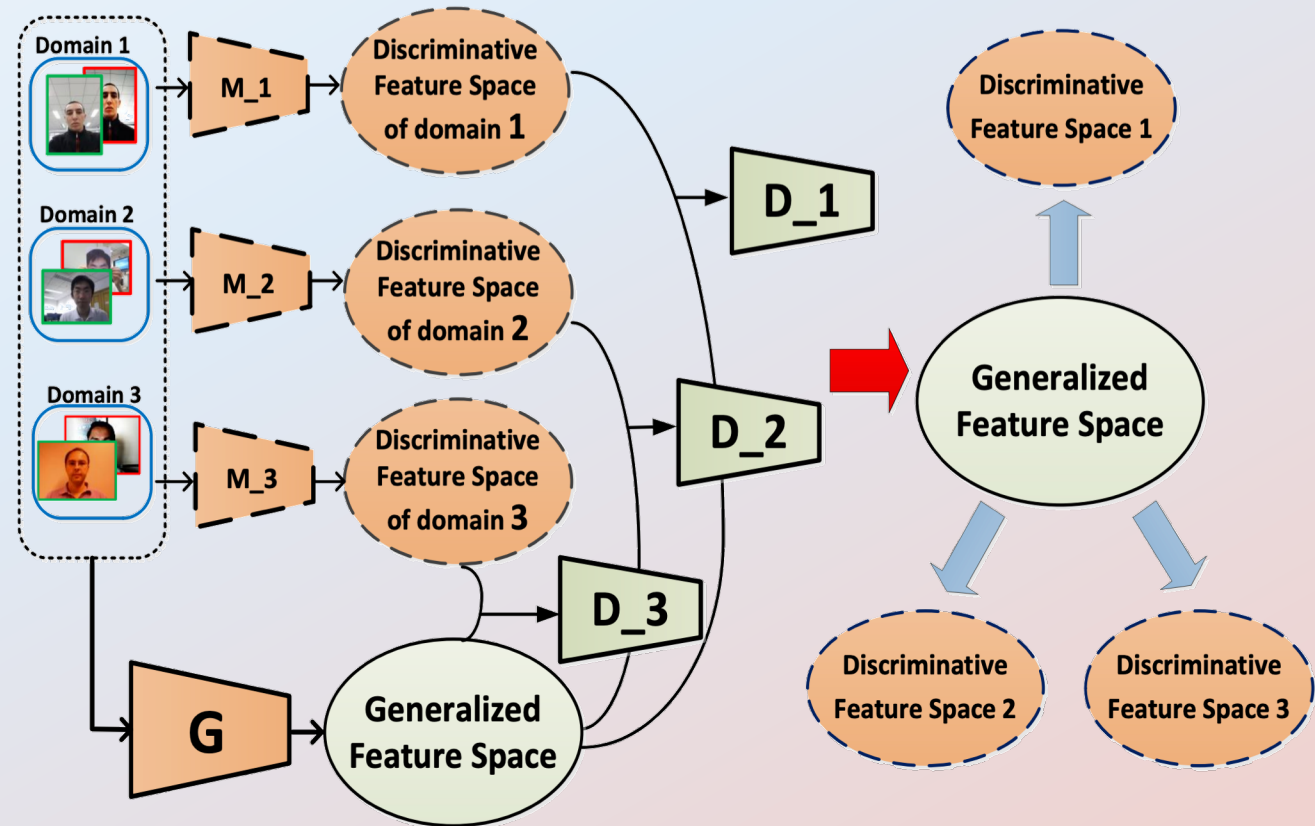 Domain 1
M_1
Discriminative
Feature Space
of domain 1
D_1
Discriminative
Feature Space 1
Domain 2
M_2
Discriminative
Feature Space
of domain 2
D_2
Generalized
Feature Space
Domain 3
M_3
Discriminative
Feature Space
of domain 3
D_3
G
Generalized
Feature Space
Discriminative
Feature Space 2
Discriminative
Feature Space 3